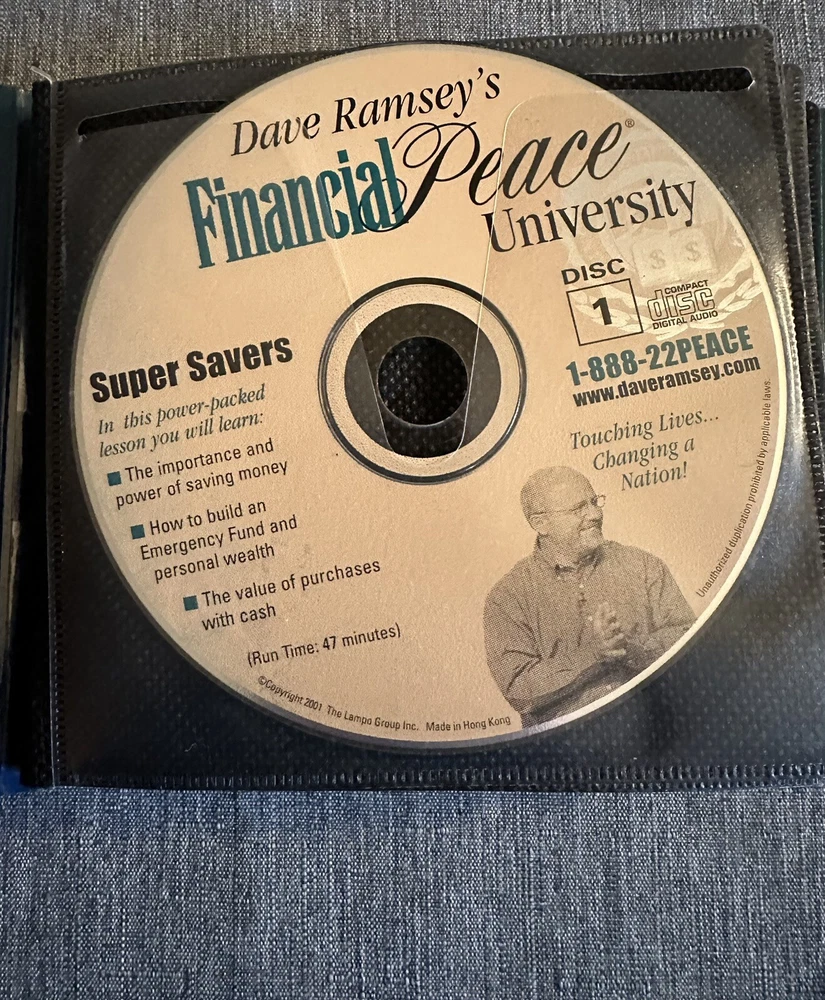 Dave Ramsey's
Financial Peace®
University
DISC
1
COMPACT
disc
DIGITAL AUDIO
1-888-22PEACE
www.daveramsey.com
Touching Lives...
Changing a
Nation!
Super Savers
In this power-packed
lesson you will learn:
■ The importance and
power of saving money
■ How to build an
Emergency Fund and
personal wealth
■ The value of purchases
with cash
(Run Time: 47 minutes)
©Copyright 2001 The Lampo Group Inc. Made in Hong Kong
Unauthorized duplication prohibited by applicable laws.
$ $